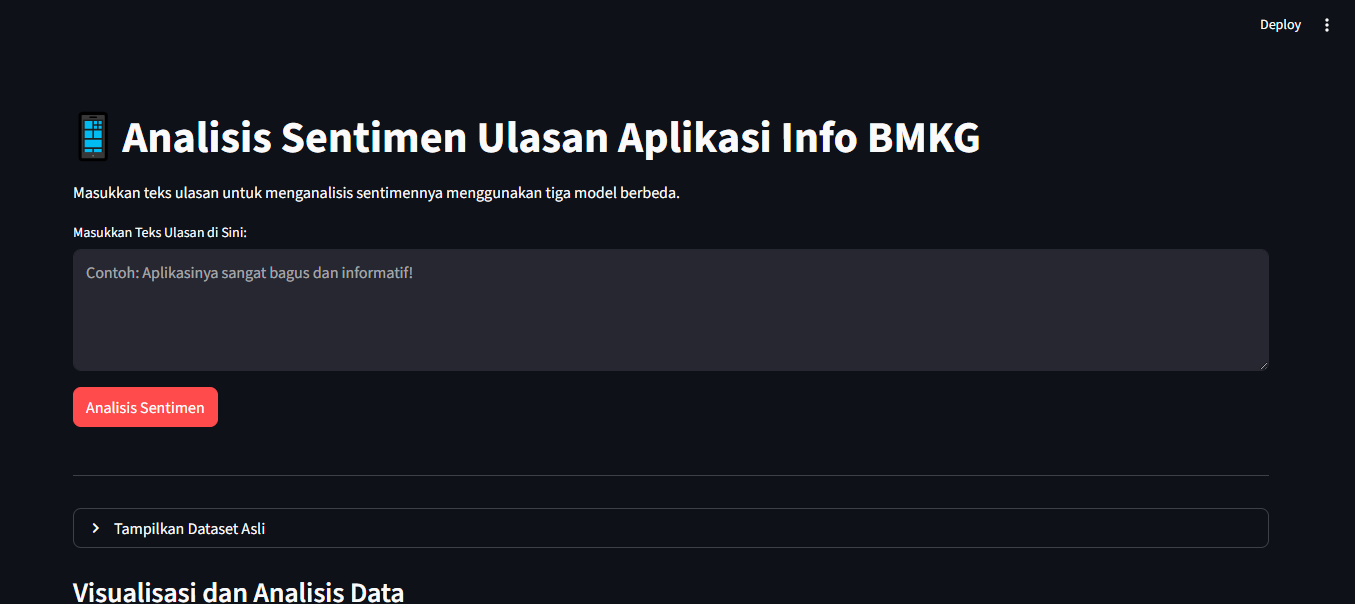 Deploy
Analisis Sentimen Ulasan Aplikasi Info BMKG
Masukkan teks ulasan untuk menganalisis sentimennya menggunakan tiga model berbeda.
Masukkan Teks Ulasan di Sini:
Contoh: Aplikasinya sangat bagus dan informatif!
Analisis Sentimen
Tampilkan Dataset Asli
Visualisasi dan Analisis Data